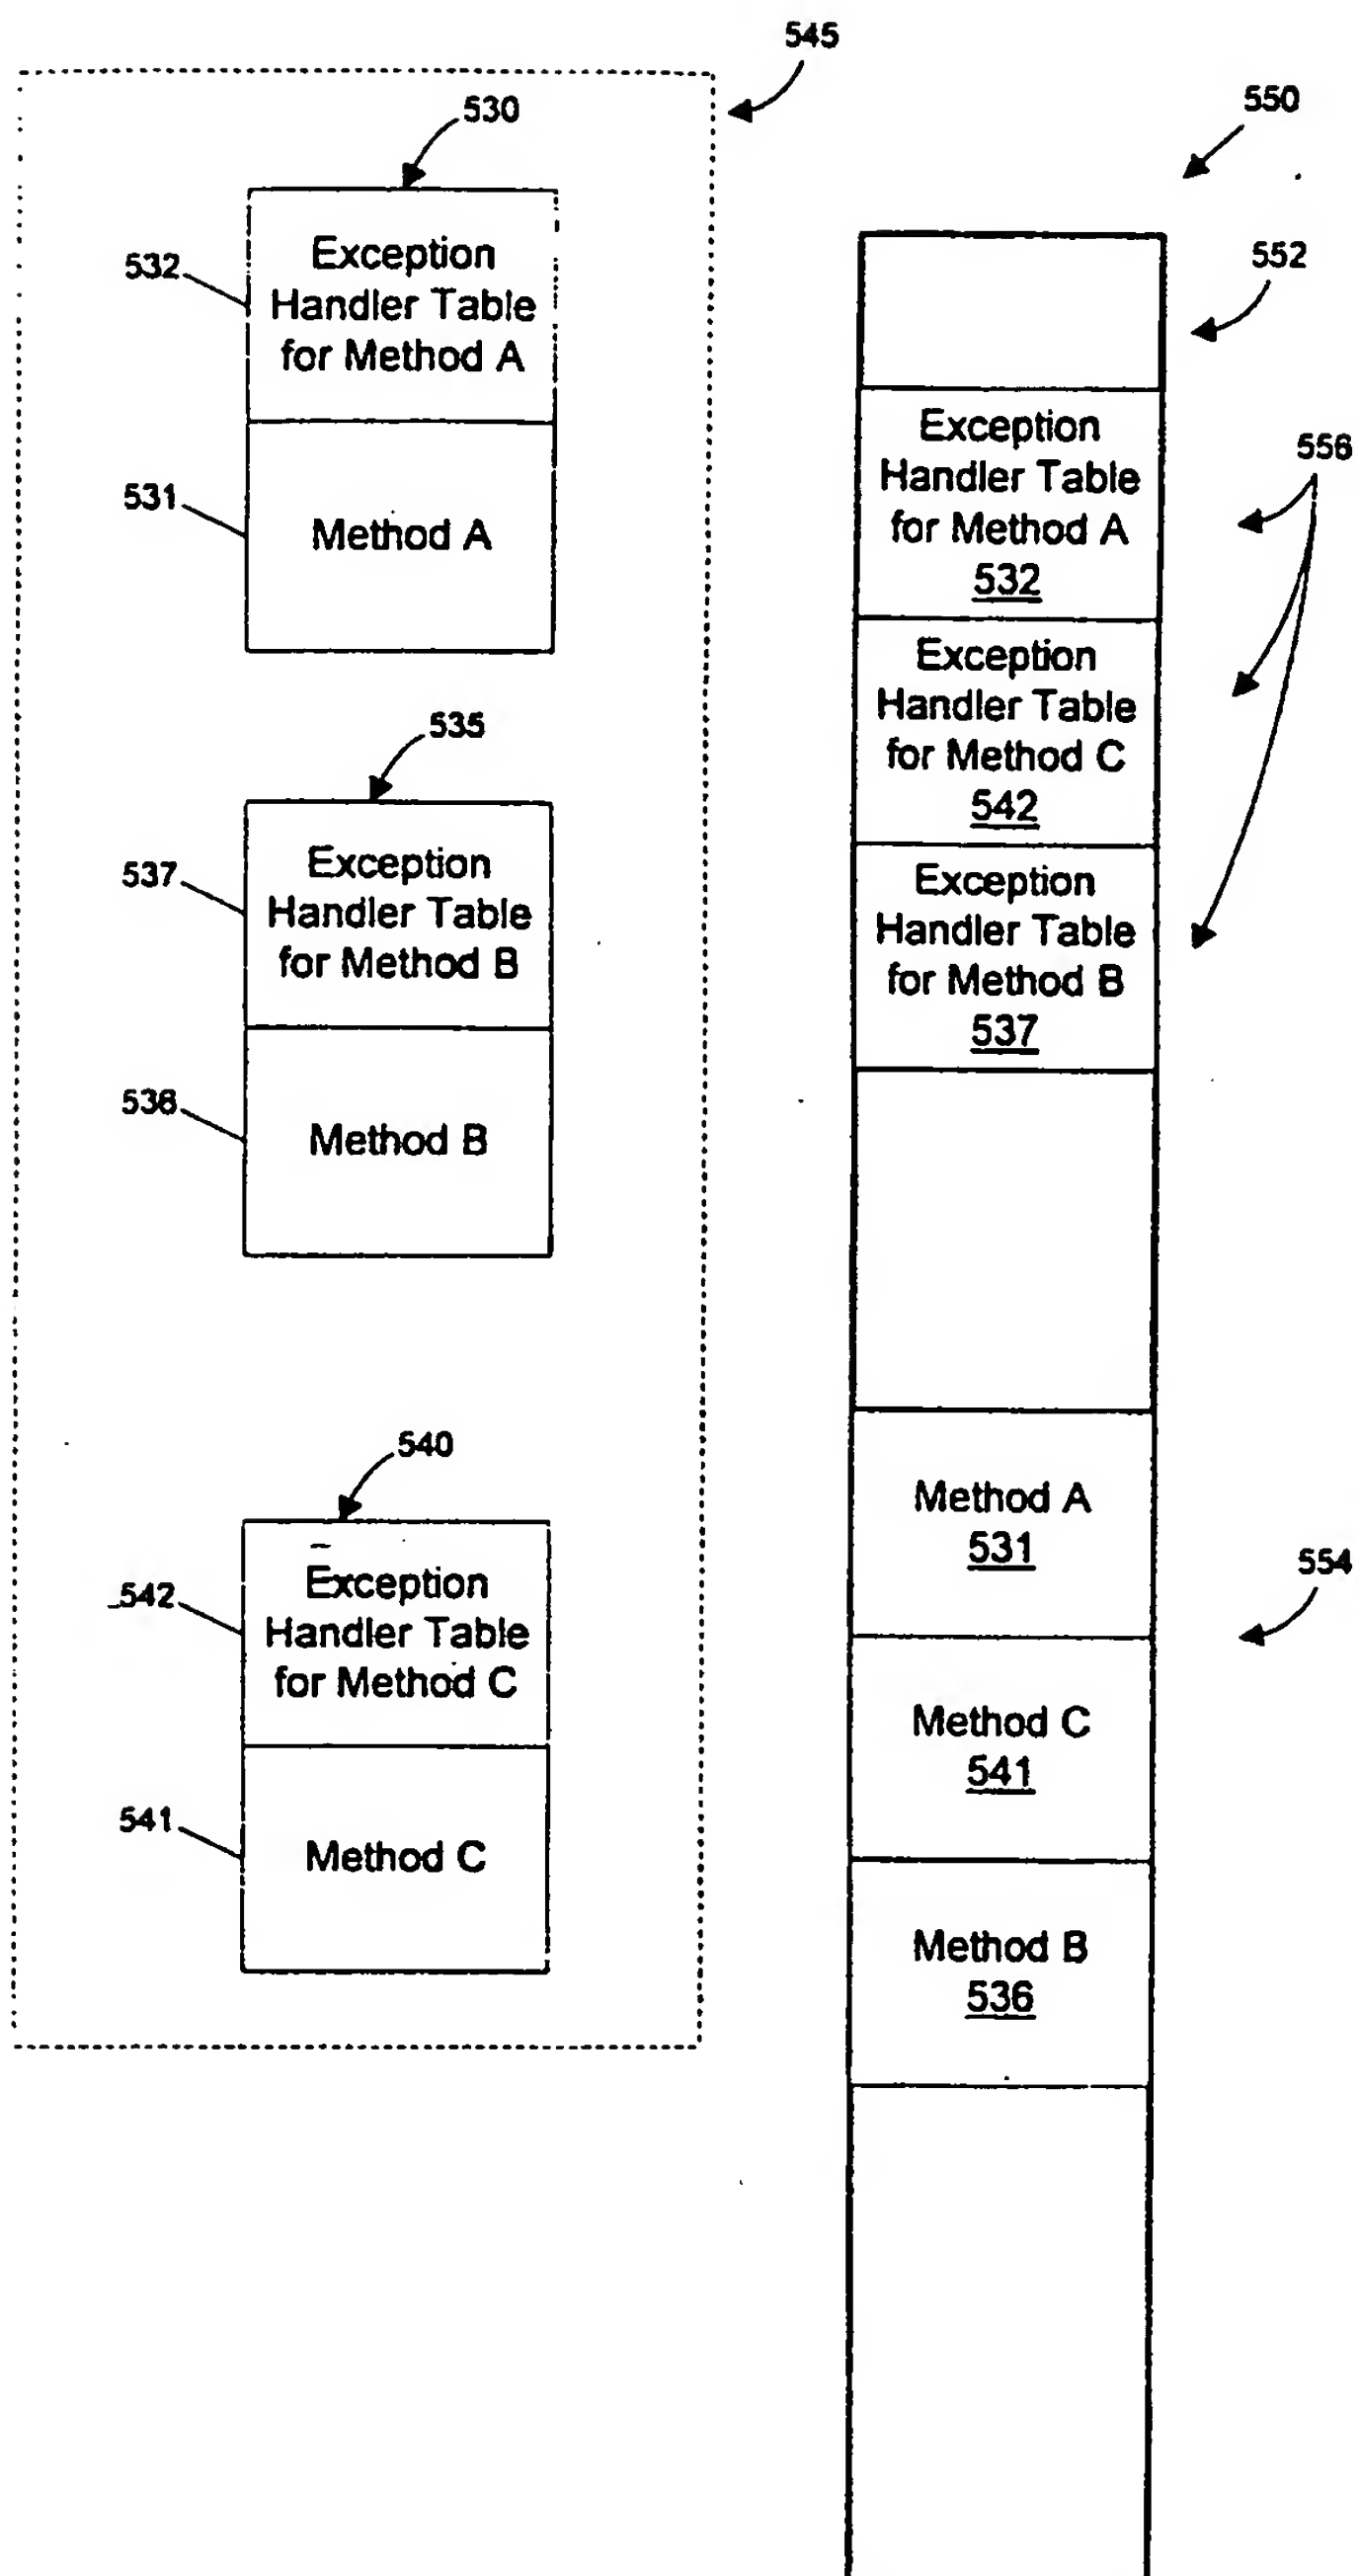 545
530
550
532
Exception
Handler Table
for Method A
531
Method A
535
537
Exception
Handler Table
for Method B
536
Method B
540
542
Exception
Handler Table
for Method C
541
Method C
552
556
Exception
Handler Table
for Method A
532
Exception
Handler Table
for Method C
542
Exception
Handler Table
for Method B
537
Method A
531
554
Method C
541
Method B
536